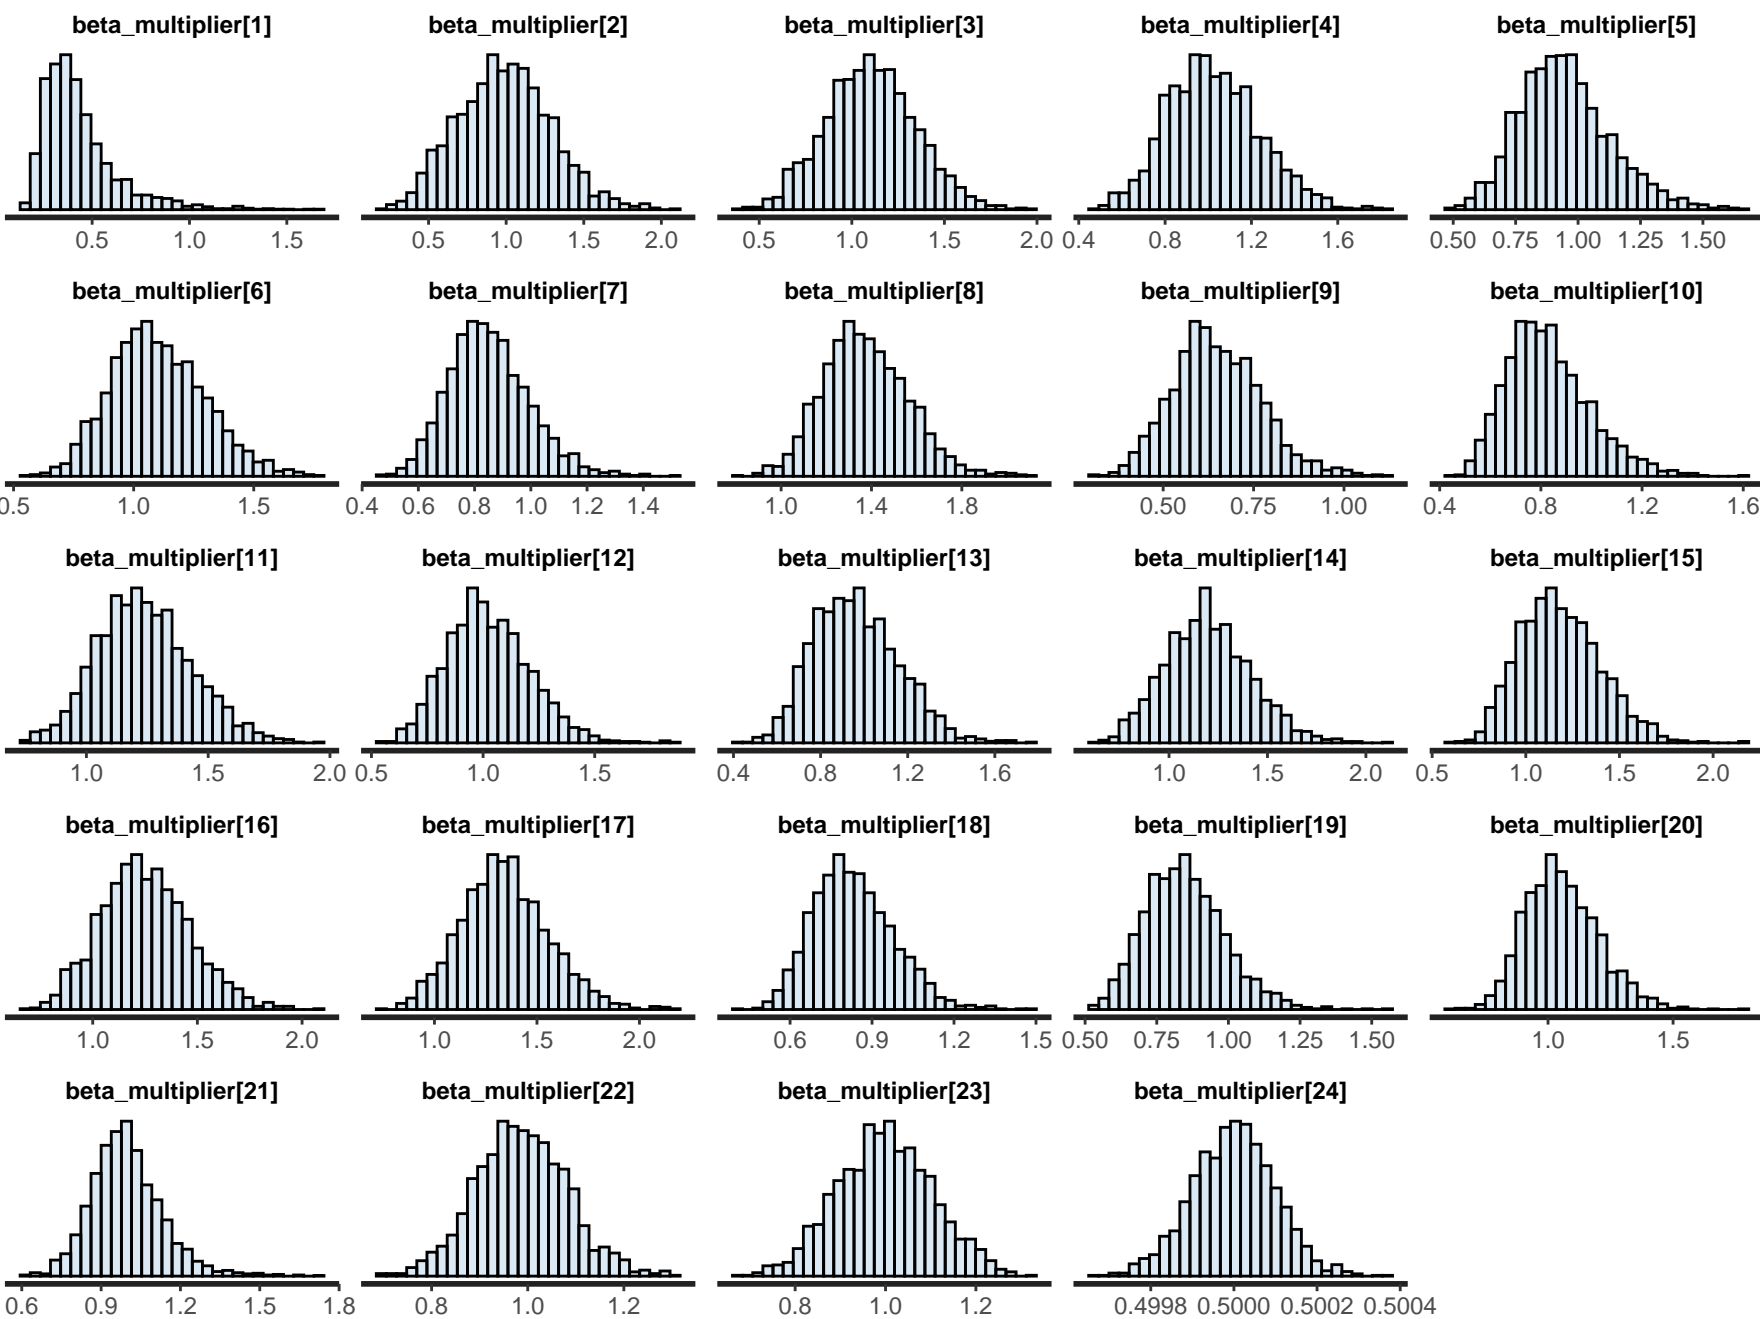 beta_multiplier[1] beta_multiplier[2] beta_multiplier[3] beta_multiplier[4] beta_multiplier[5]
0.5 1.0 1.5 0.5 1.0 1.5 2.0 0.5 1.0 1.5 2.0 0.4 0.8 1.2 1.6 0.50 0.75 1.00 1.25 1.50
beta_multiplier[6] beta_multiplier[7] beta_multiplier[8] beta_multiplier[9] beta_multiplier[10]
0.5 1.0 1.5 0.4 0.6 0.8 1.0 1.2 1.4 1.0 1.4 1.8 0.50 0.75 1.00 0.4 0.8 1.2 1.6
beta_multiplier[11] beta_multiplier[12] beta_multiplier[13] beta_multiplier[14] beta_multiplier[15]
1.0 1.5 2.0 0.5 1.0 1.5 0.4 0.8 1.2 1.6 1.0 1.5 2.0 0.5 1.0 1.5 2.0
beta_multiplier[16] beta_multiplier[17] beta_multiplier[18] beta_multiplier[19] beta_multiplier[20]
1.0 1.5 2.0 1.0 1.5 2.0 0.6 0.9 1.2 1.5 0.50 0.75 1.00 1.25 1.50 1.0 1.5
beta_multiplier[21] beta_multiplier[22] beta_multiplier[23] beta_multiplier[24]
0.6 0.9 1.2 1.5 1.8 0.8 1.0 1.2 0.8 1.0 1.2 0.4998 0.5000 0.5002 0.5004